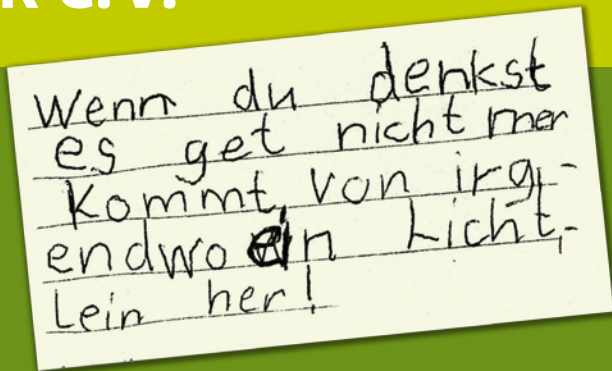 e. V.
Wenn du denkst
es get nicht mer
kommt von irg-
endwo ein Licht-
Lein her!